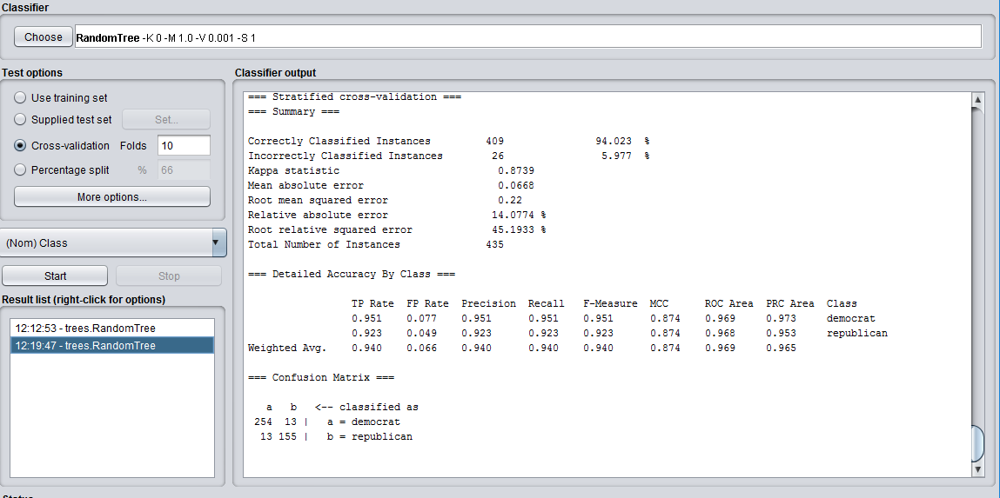 Classifier
Choose RandomTree -K 0 -M 1.0 -V 0.001 -S 1
Test options
Use training set
Supplied test set Set...
Cross-validation Folds 10
Percentage split % 66
More options...
(Nom) Class
Start Stop
Result list (right-click for options)
12:12:53 - trees.RandomTree
12:19:47 - trees.RandomTree
Classifier output
=== Stratified cross-validation ===
=== Summary ===
Correctly Classified Instances 409 94.023 %
Incorrectly Classified Instances 26 5.977 %
Kappa statistic 0.8739
Mean absolute error 0.0668
Root mean squared error 0.22
Relative absolute error 14.0774 %
Root relative squared error 45.1933 %
Total Number of Instances 435
=== Detailed Accuracy By Class ===
TP Rate FP Rate Precision Recall F-Measure MCC ROC Area PRC Area Class
0.951 0.077 0.951 0.951 0.951 0.874 0.969 0.973 democrat
0.923 0.049 0.923 0.923 0.923 0.874 0.968 0.953 republican
Weighted Avg. 0.940 0.066 0.940 0.940 0.940 0.874 0.969 0.965
=== Confusion Matrix ===
a b <-- classified as
254 13 | a = democrat
13 155 | b = republican